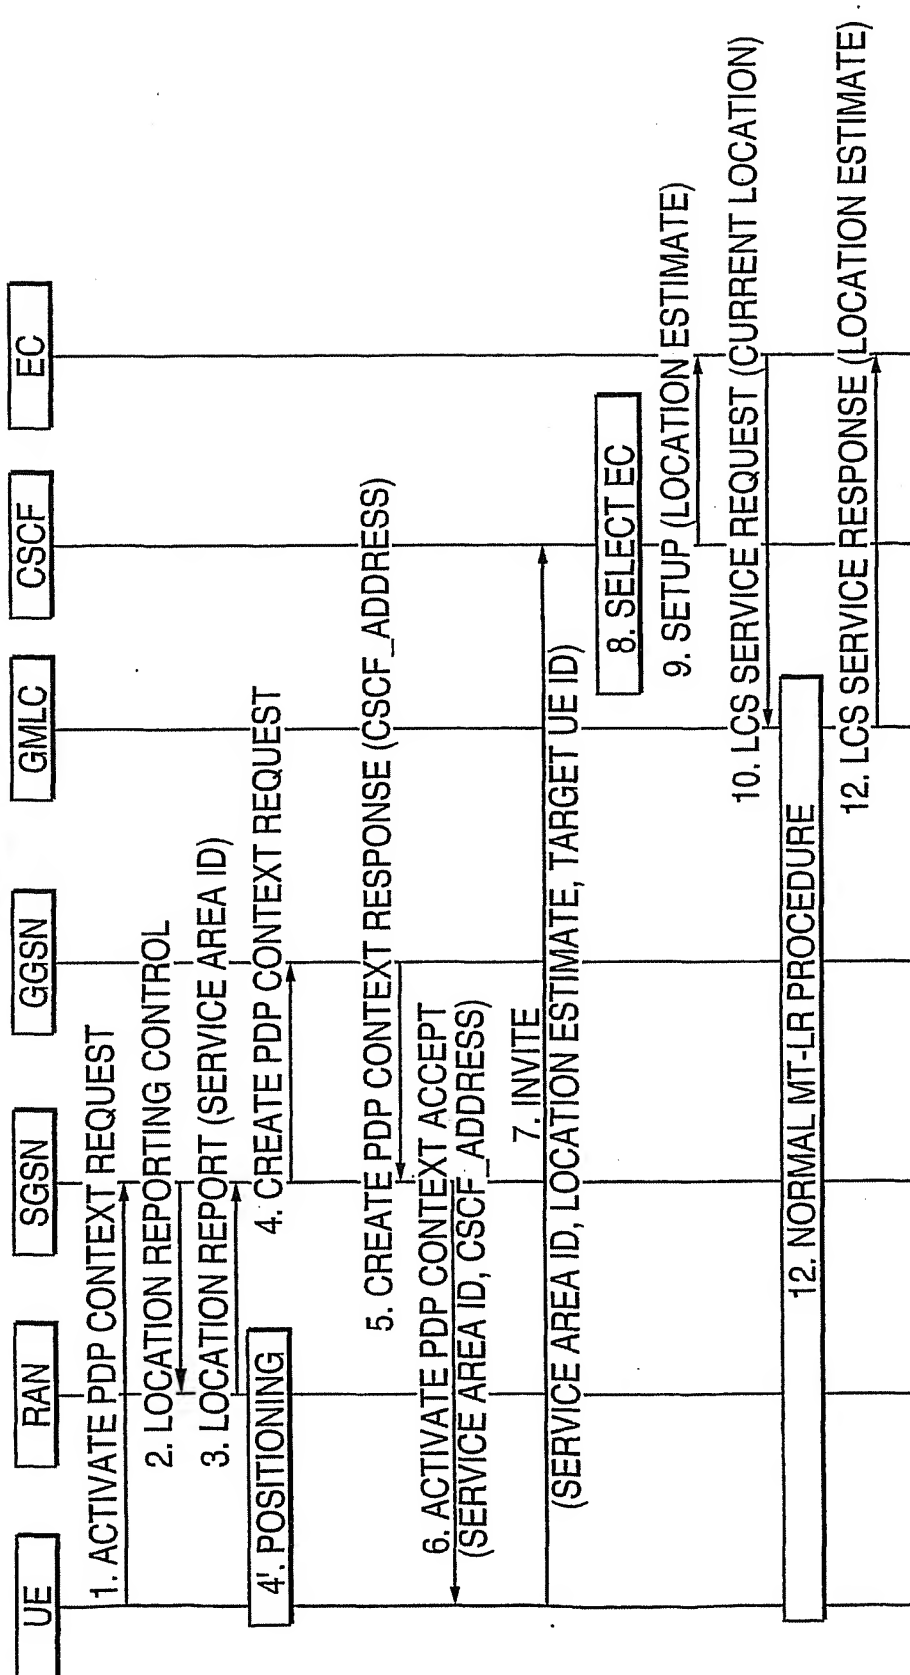 UE
RAN
SGSN
GGSN
GMLC
CSCF
EC
1. ACTIVATE PDP CONTEXT REQUEST
2. LOCATION REPORTING CONTROL
3. LOCATION REPORT (SERVICE AREA ID)
4'. POSITIONING
4. CREATE PDP CONTEXT REQUEST
5. CREATE PDP CONTEXT RESPONSE (CSCF_ADDRESS)
6. ACTIVATE PDP CONTEXT ACCEPT
(SERVICE AREA ID, CSCF_ADDRESS)
7. INVITE
(SERVICE AREA ID, LOCATION ESTIMATE, TARGET UE ID)
8. SELECT EC
9. SETUP (LOCATION ESTIMATE)
10. LCS SERVICE REQUEST (CURRENT LOCATION)
12. NORMAL MT-LR PROCEDURE
12. LCS SERVICE RESPONSE (LOCATION ESTIMATE)